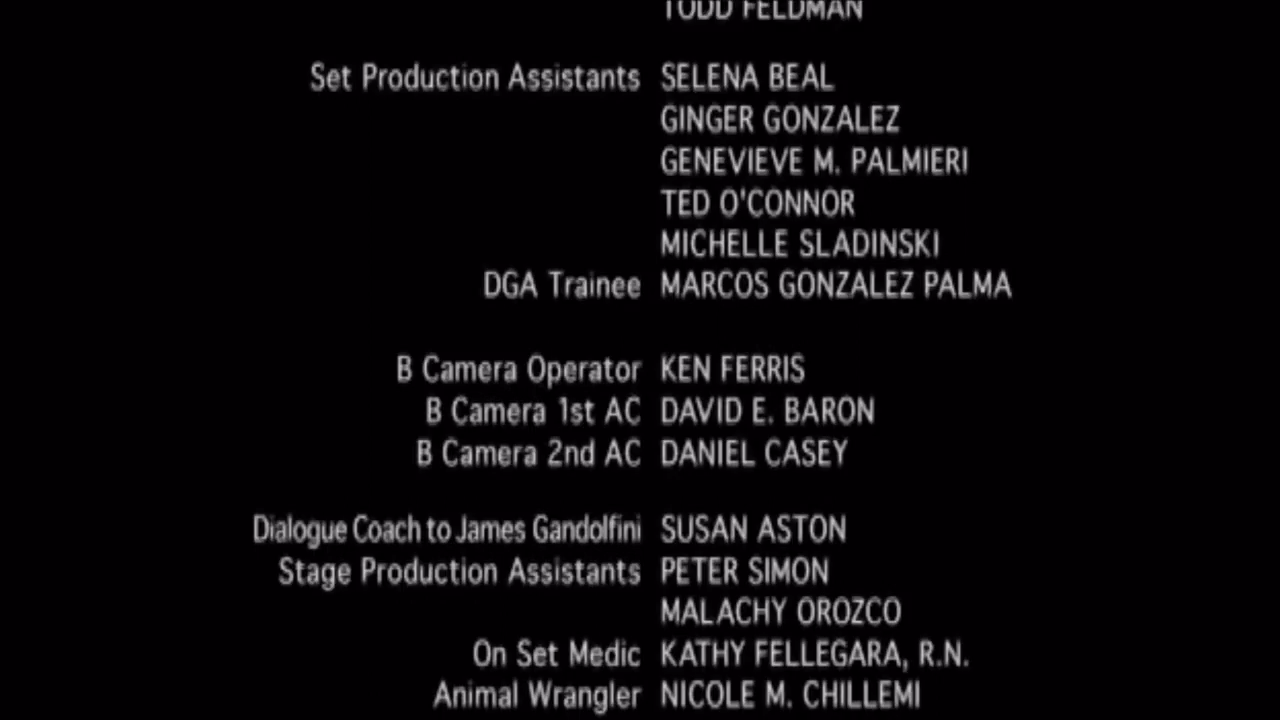 TODD FELDMAN
Set Production Assistants SELENA BEAL
GINGER GONZALEZ
GENEVIEVE M. PALMIERI
TED O'CONNOR
MICHELLE SLADINSKI
DGA Trainee MARCOS GONZALEZ PALMA
B Camera Operator KEN FERRIS
B Camera 1st AC DAVID E. BARON
B Camera 2nd AC DANIEL CASEY
Dialogue Coach to James Gandolfini SUSAN ASTON
Stage Production Assistants PETER SIMON
MALACHY OROZCO
On Set Medic KATHY FELLEGARA, R.N.
Animal Wrangler NICOLE M. CHILLEMI